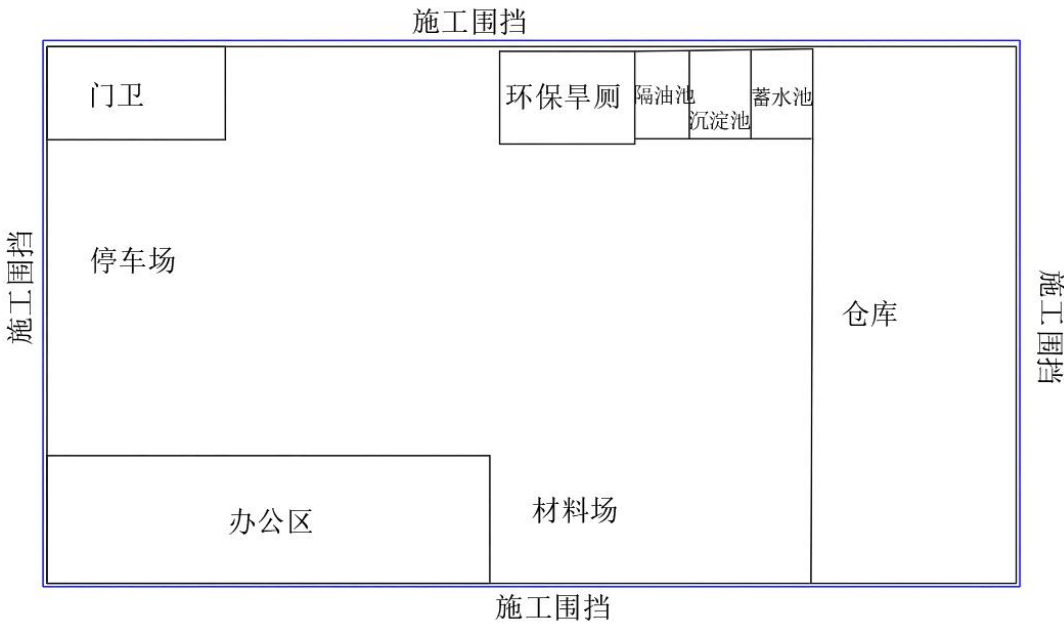 施工围挡
门卫
环保旱厕
隔油池
沉淀池
蓄水池
停车场
施工围挡
仓库
施工围挡
办公区
材料场
施工围挡